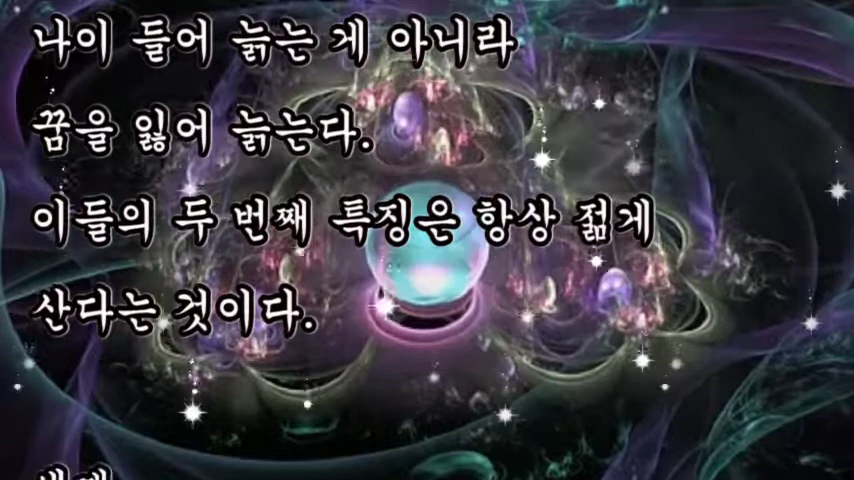 나이 들어 늙는 게 아니라
꿈을 잃어 늙는다.
이들의 두 번째 특징은 항상 젊게
산다는 것이다.